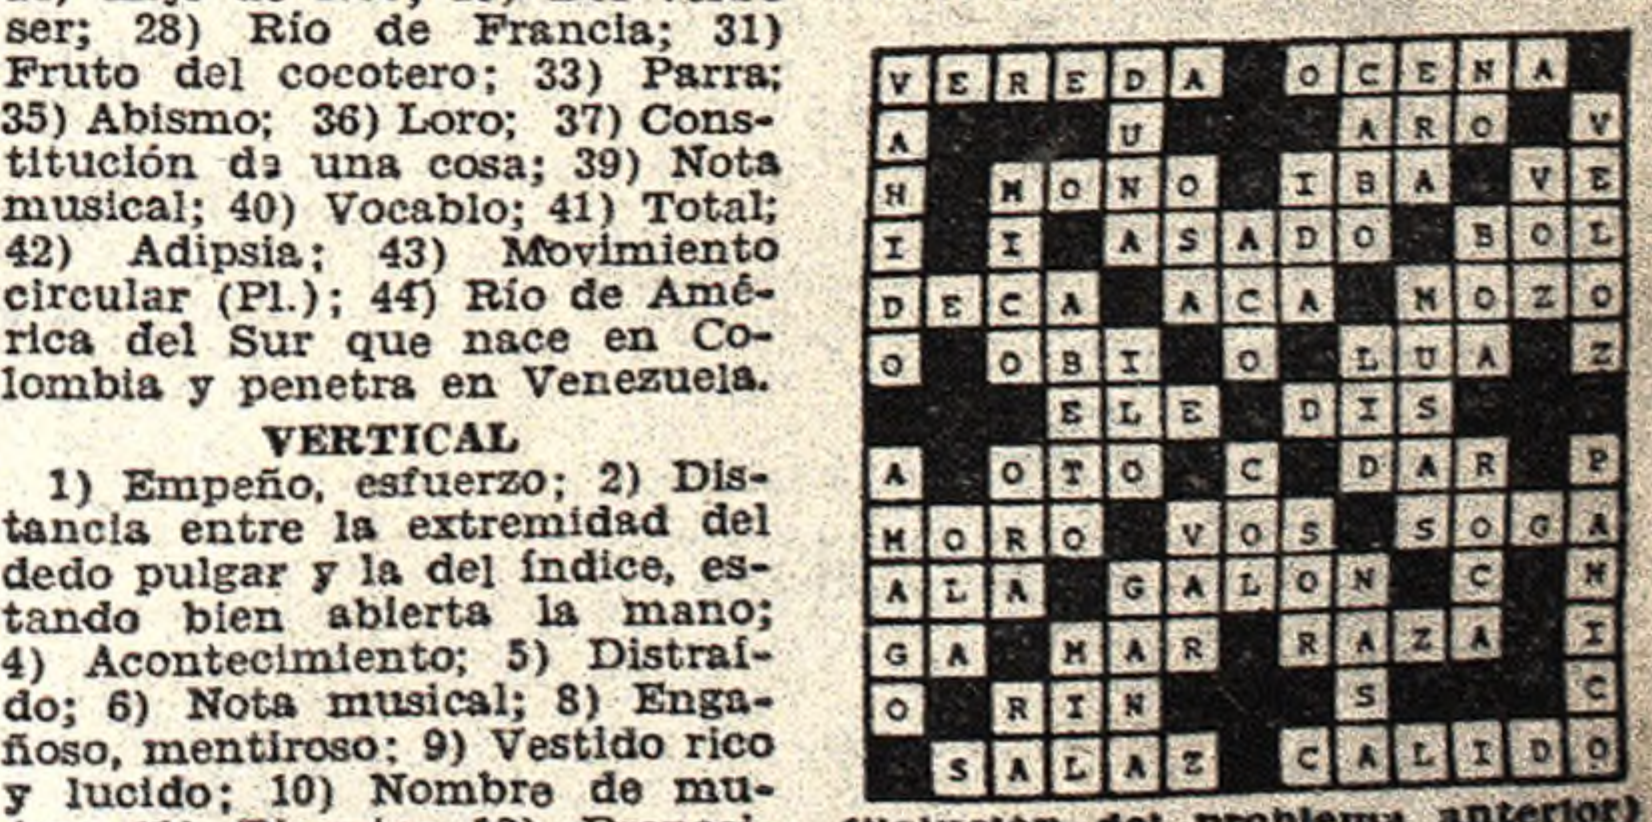 ser; 28) Río de Francia; 31)
Fruto del cocotero; 33) Parra;
35) Abismo; 36) Loro; 37) Cons-
titución de una cosa; 39) Nota
musical; 40) Vocablo; 41) Total;
42) Adipsia; 43) Movimiento
circular (Pl.); 44) Río de Amé-
rica del Sur que nace en Co-
lombia y penetra en Venezuela.
VERTICAL
1) Empeño, esfuerzo; 2) Dis-
tancia entre la extremidad del
dedo pulgar y la del índice, es-
tando bien abierta la mano;
4) Acontecimiento; 5) Distraí-
do; 6) Nota musical; 8) Enga-
ñoso, mentiroso; 9) Vestido rico
y lucido; 10) Nombre de mu-
V E R E D A O C E N A
A U A R O V
N M O N O I B A V E
I I A S A D O B O L
D E C A A C A M O Z O
O O B I O L U A Z
E L E D I S
A O T O C D A R P
M O R O V O S S O G A
A L A G A L O N C N
G A M A R R A Z A I
O R I N S C
S A L A Z C A L I D O
del problema anterior)